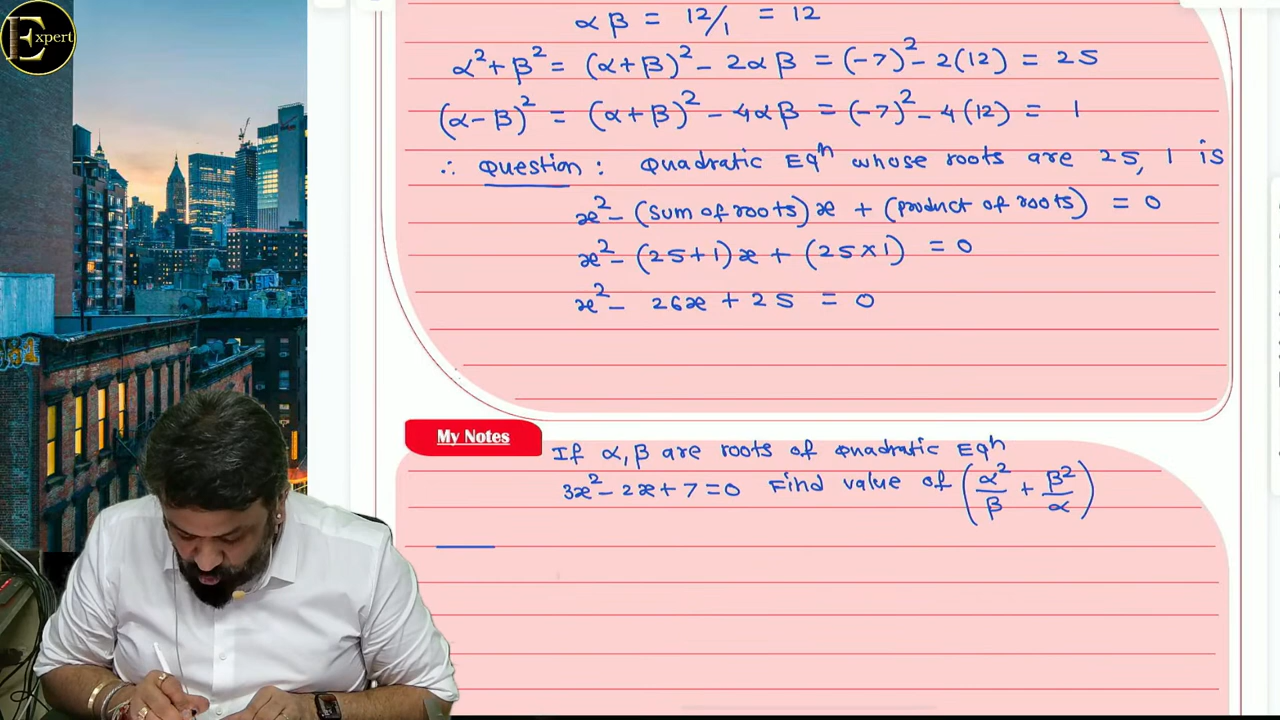 Expert
αβ = 12/1 = 12
α²+β² = (α+β)² - 2αβ = (-7)² - 2(12) = 25
(α-β)² = (α+β)² - 4αβ = (-7)² - 4(12) = 1
∴ Question : Quadratic Eqⁿ whose roots are 25, 1 is
x² - (sum of roots)x + (product of roots) = 0
x² - (25+1)x + (25×1) = 0
x² - 26x + 25 = 0
My Notes
If α, β are roots of quadratic Eqⁿ
3x² - 2x + 7 = 0 Find value of (α²/β + β²/α)